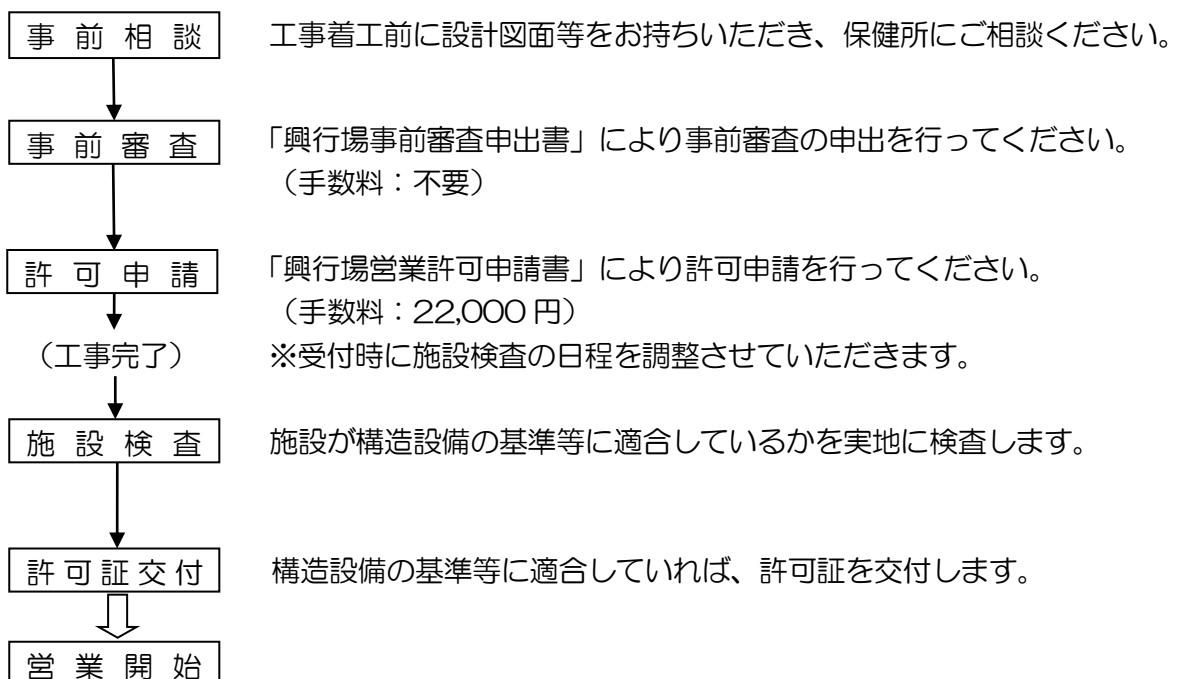 事前相談 工事着工前に設計図面等をお持ちいただき、保健所にご相談ください。
事前審査 「興行場事前審査申出書」により事前審査の申出を行ってください。
（手数料：不要）
許可申請 「興行場営業許可申請書」により許可申請を行ってください。
（手数料：22,000円）
（工事完了） ※受付時に施設検査の日程を調整させていただきます。
施設検査 施設が構造設備の基準等に適合しているかを実地に検査します。
許可証交付 構造設備の基準等に適合していれば、許可証を交付します。
営業開始